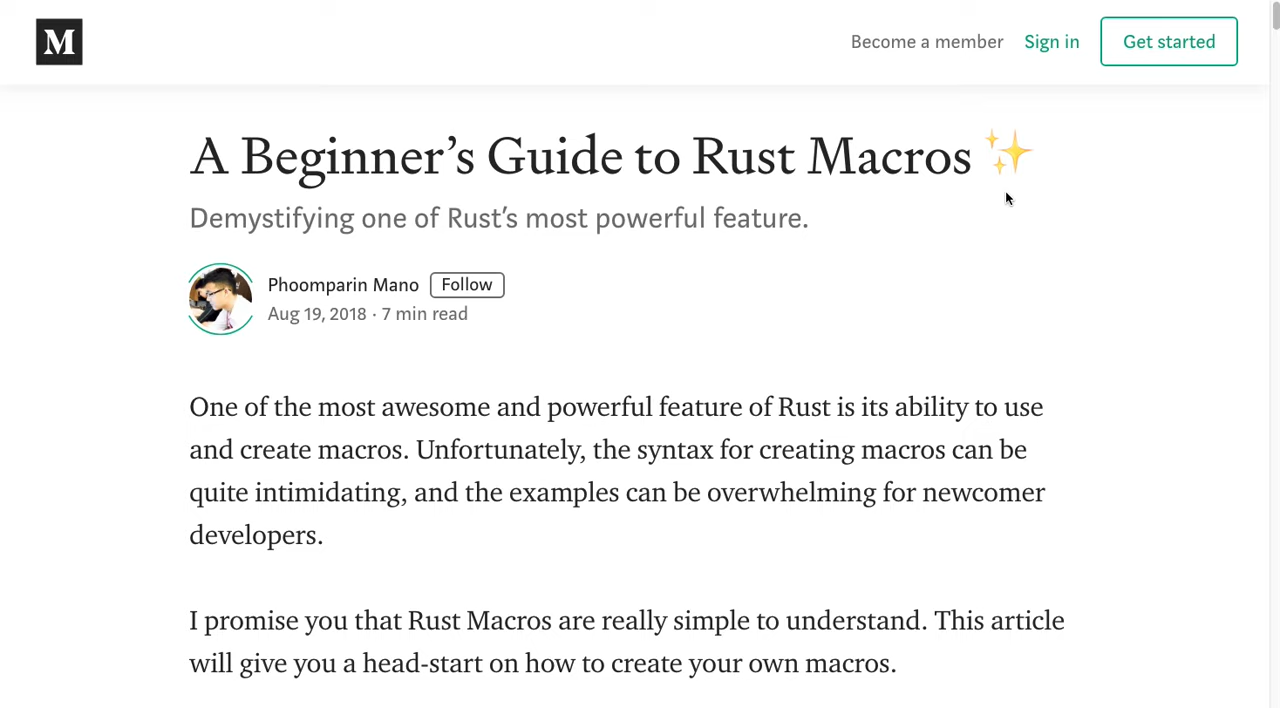 M
Become a member Sign in Get started
A Beginner’s Guide to Rust Macros ✨
Demystifying one of Rust’s most powerful feature.
Phoomparin Mano Follow
Aug 19, 2018 · 7 min read
One of the most awesome and powerful feature of Rust is its ability to use
and create macros. Unfortunately, the syntax for creating macros can be
quite intimidating, and the examples can be overwhelming for newcomer
developers.
I promise you that Rust Macros are really simple to understand. This article
will give you a head-start on how to create your own macros.